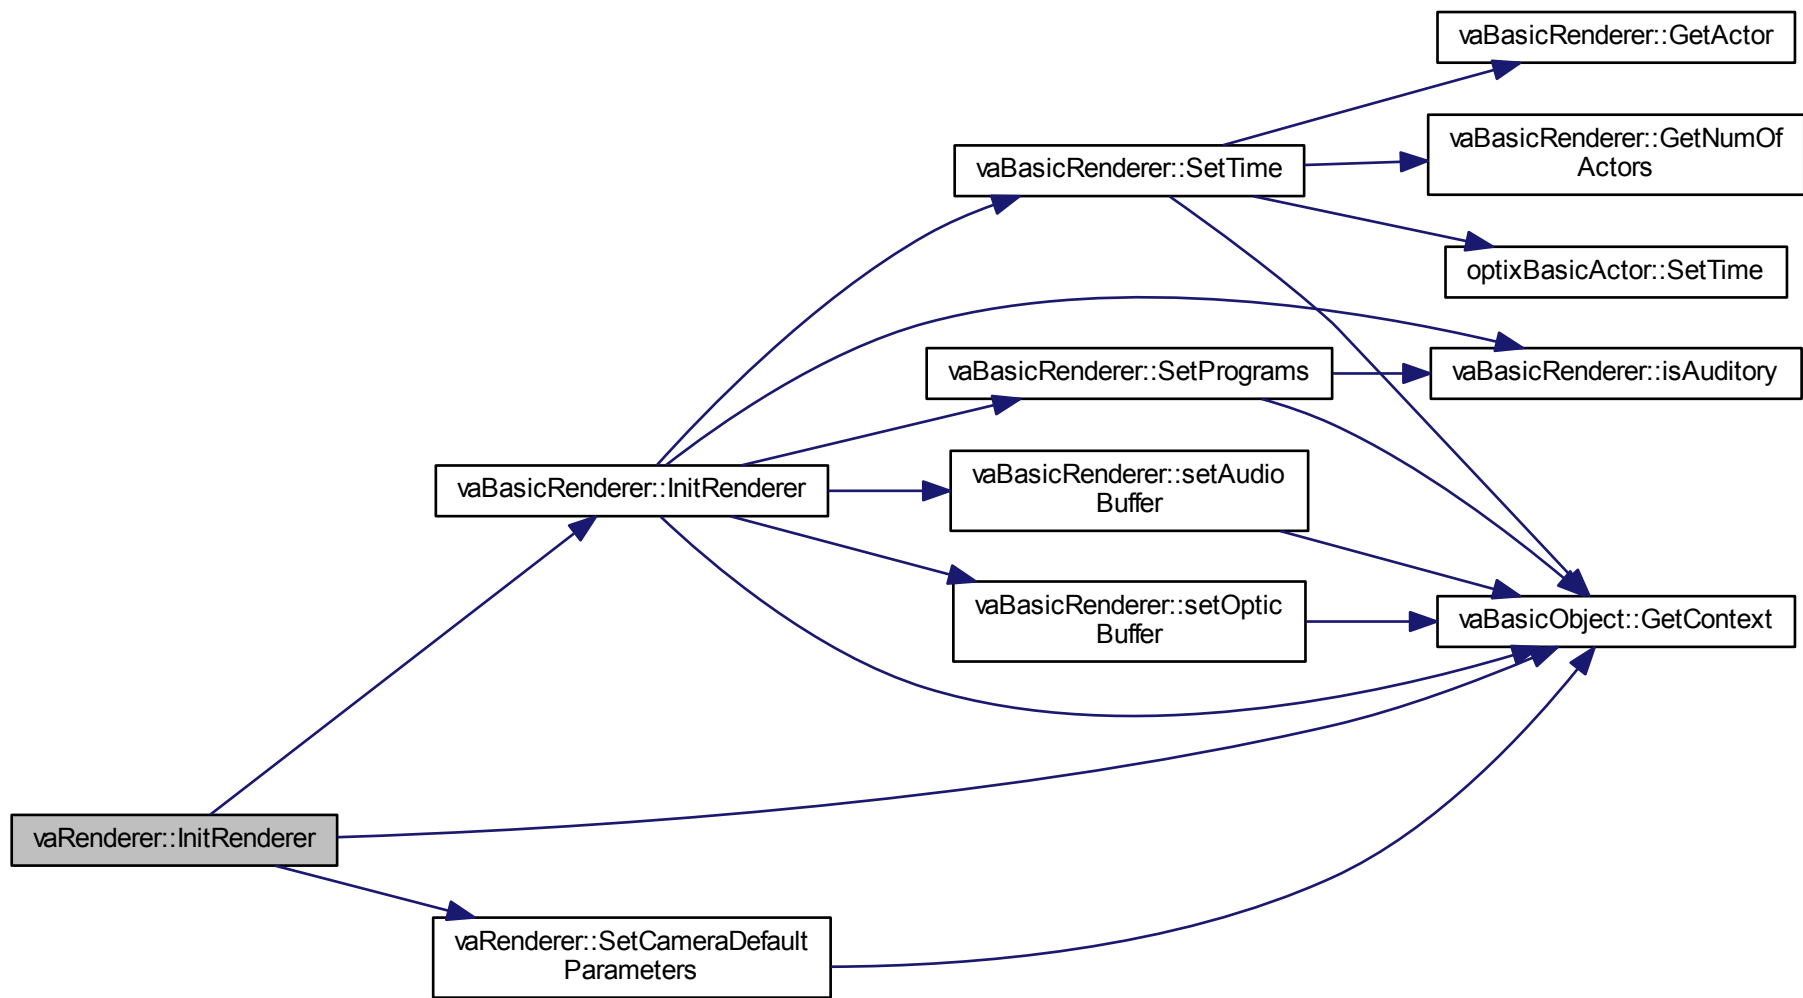 vaBasicRenderer::GetActor
vaBasicRenderer::GetNumOf
Actors
vaBasicRenderer::SetTime
optixBasicActor::SetTime
vaBasicRenderer::SetPrograms
vaBasicRenderer::isAuditory
vaBasicRenderer::InitRenderer
vaBasicRenderer::setAudio
Buffer
vaBasicRenderer::setOptic
Buffer
vaBasicObject::GetContext
vaRenderer::InitRenderer
vaRenderer::SetCameraDefault
Parameters